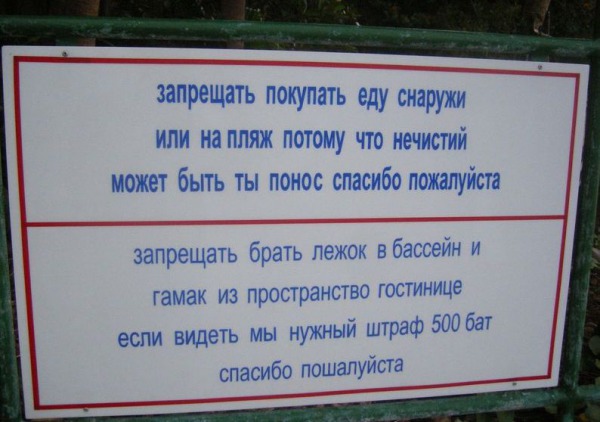 запрещать покупать еду снаружи
или на пляж потому что нечистий
может быть ты понос спасибо пожалуйста
запрещать брать лежок в бассейн и
гамак из пространство гостинице
если видеть мы нужный штраф 500 бат
спасибо пошалуйста